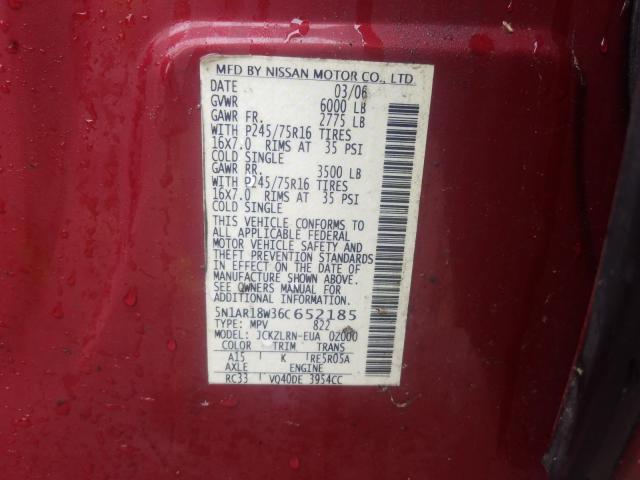 MFD BY NISSAN MOTOR CO., LTD.
DATE 03/06
GVWR 6000 LB
GAWR FR. 2775 LB
WITH P245/75R16 TIRES
16X7.0 RIMS AT 35 PSI
COLD SINGLE
GAWR RR. 3500 LB
WITH P245/75R16 TIRES
16X7.0 RIMS AT 35 PSI
COLD SINGLE
THIS VEHICLE CONFORMS TO
ALL APPLICABLE FEDERAL
MOTOR VEHICLE SAFETY AND
THEFT PREVENTION STANDARDS
IN EFFECT ON THE DATE OF
MANUFACTURE SHOWN ABOVE.
SEE OWNERS MANUAL FOR
ADDITIONAL INFORMATION.
5N1AR18W36C652185
TYPE: MPV 822
MODEL: JCKZLRN-EUA 0Z000
COLOR TRIM TRANS
A15 K RE5R05A
AXLE ENGINE
RC33 VQ40DE 3954CC